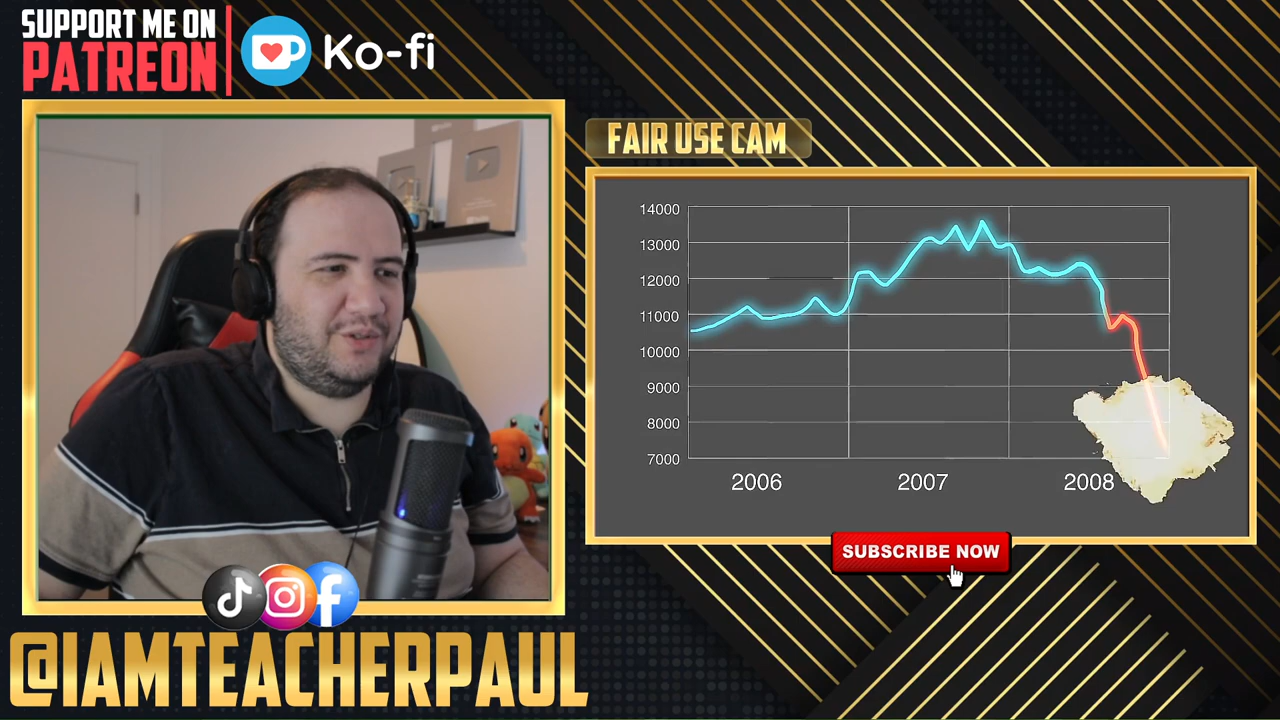 SUPPORT ME ON
PATREON
Ko-fi
FAIR USE CAM
14000
13000
12000
11000
10000
9000
8000
7000
2006
2007
2008
SUBSCRIBE NOW
@IAMTEACHERPAUL